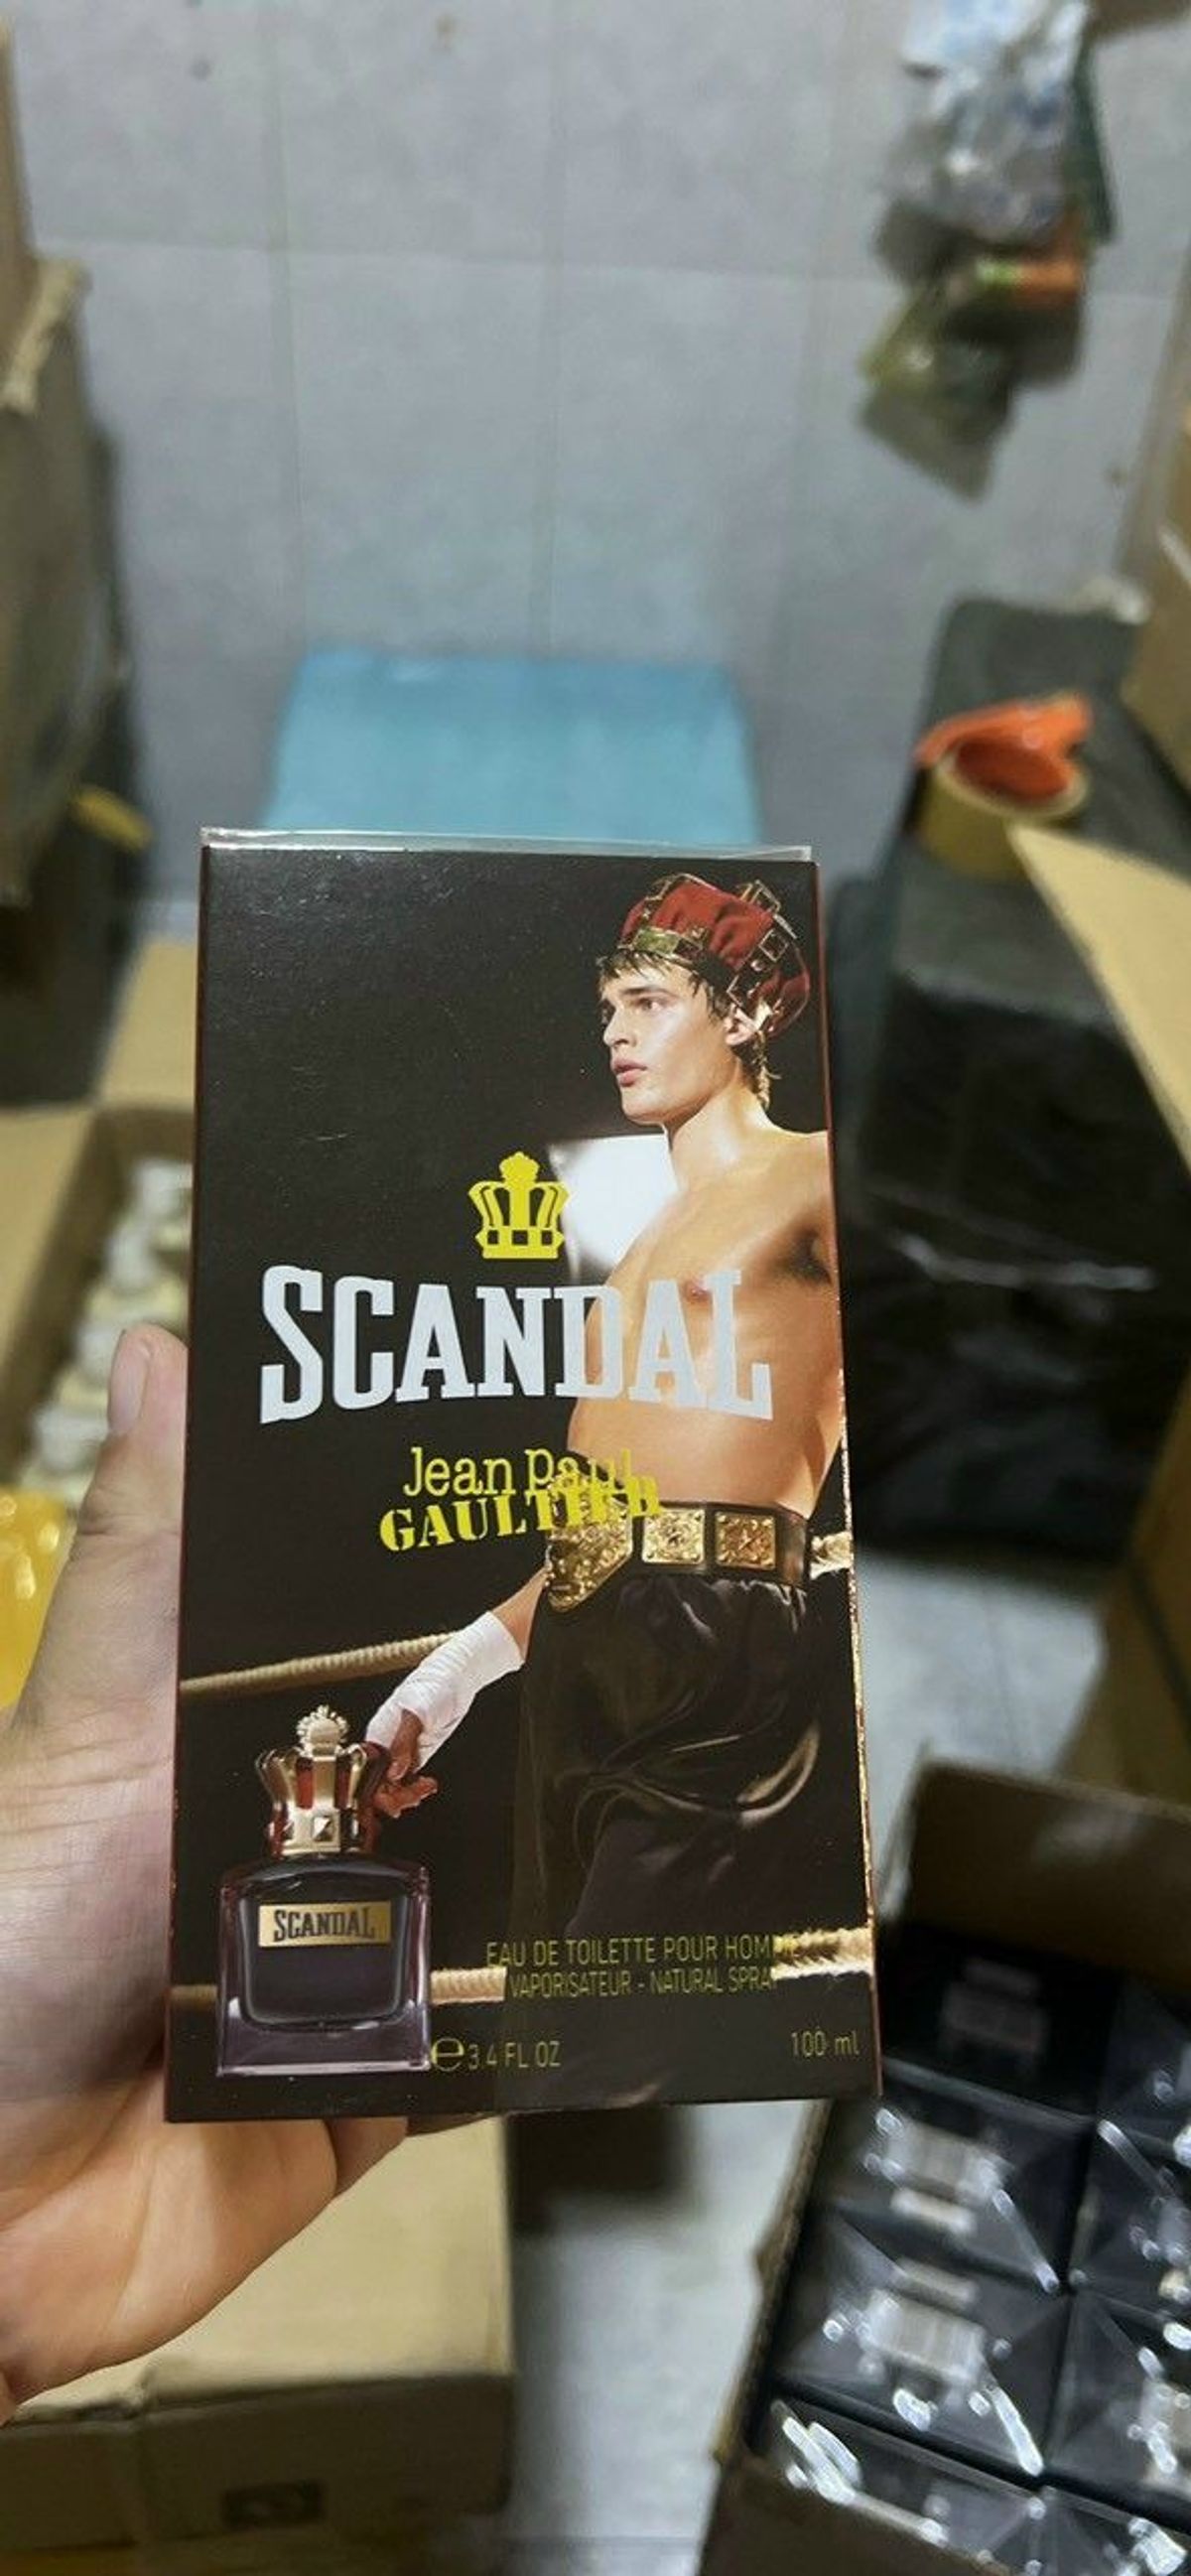 SCANDAL
Jean Paul
GAULTIER
SCANDAL
EAU DE TOILETTE POUR HOMME
VAPORISATEUR - NATURAL SPRAY
℮ 3.4 FL OZ
100 ml